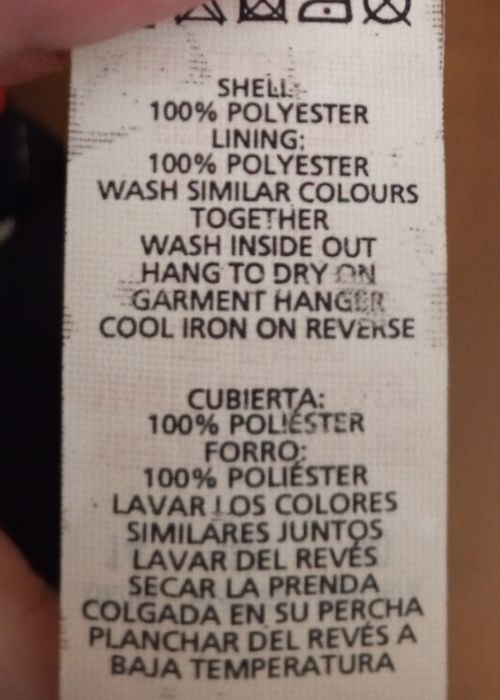 SHELL:
100% POLYESTER
LINING:
100% POLYESTER
WASH SIMILAR COLOURS
TOGETHER
WASH INSIDE OUT
HANG TO DRY ON
GARMENT HANGER
COOL IRON ON REVERSE
CUBIERTA:
100% POLIÉSTER
FORRO:
100% POLIÉSTER
LAVAR LOS COLORES
SIMILARES JUNTOS
LAVAR DEL REVÉS
SECAR LA PRENDA
COLGADA EN SU PERCHA
PLANCHAR DEL REVÉS A
BAJA TEMPERATURA